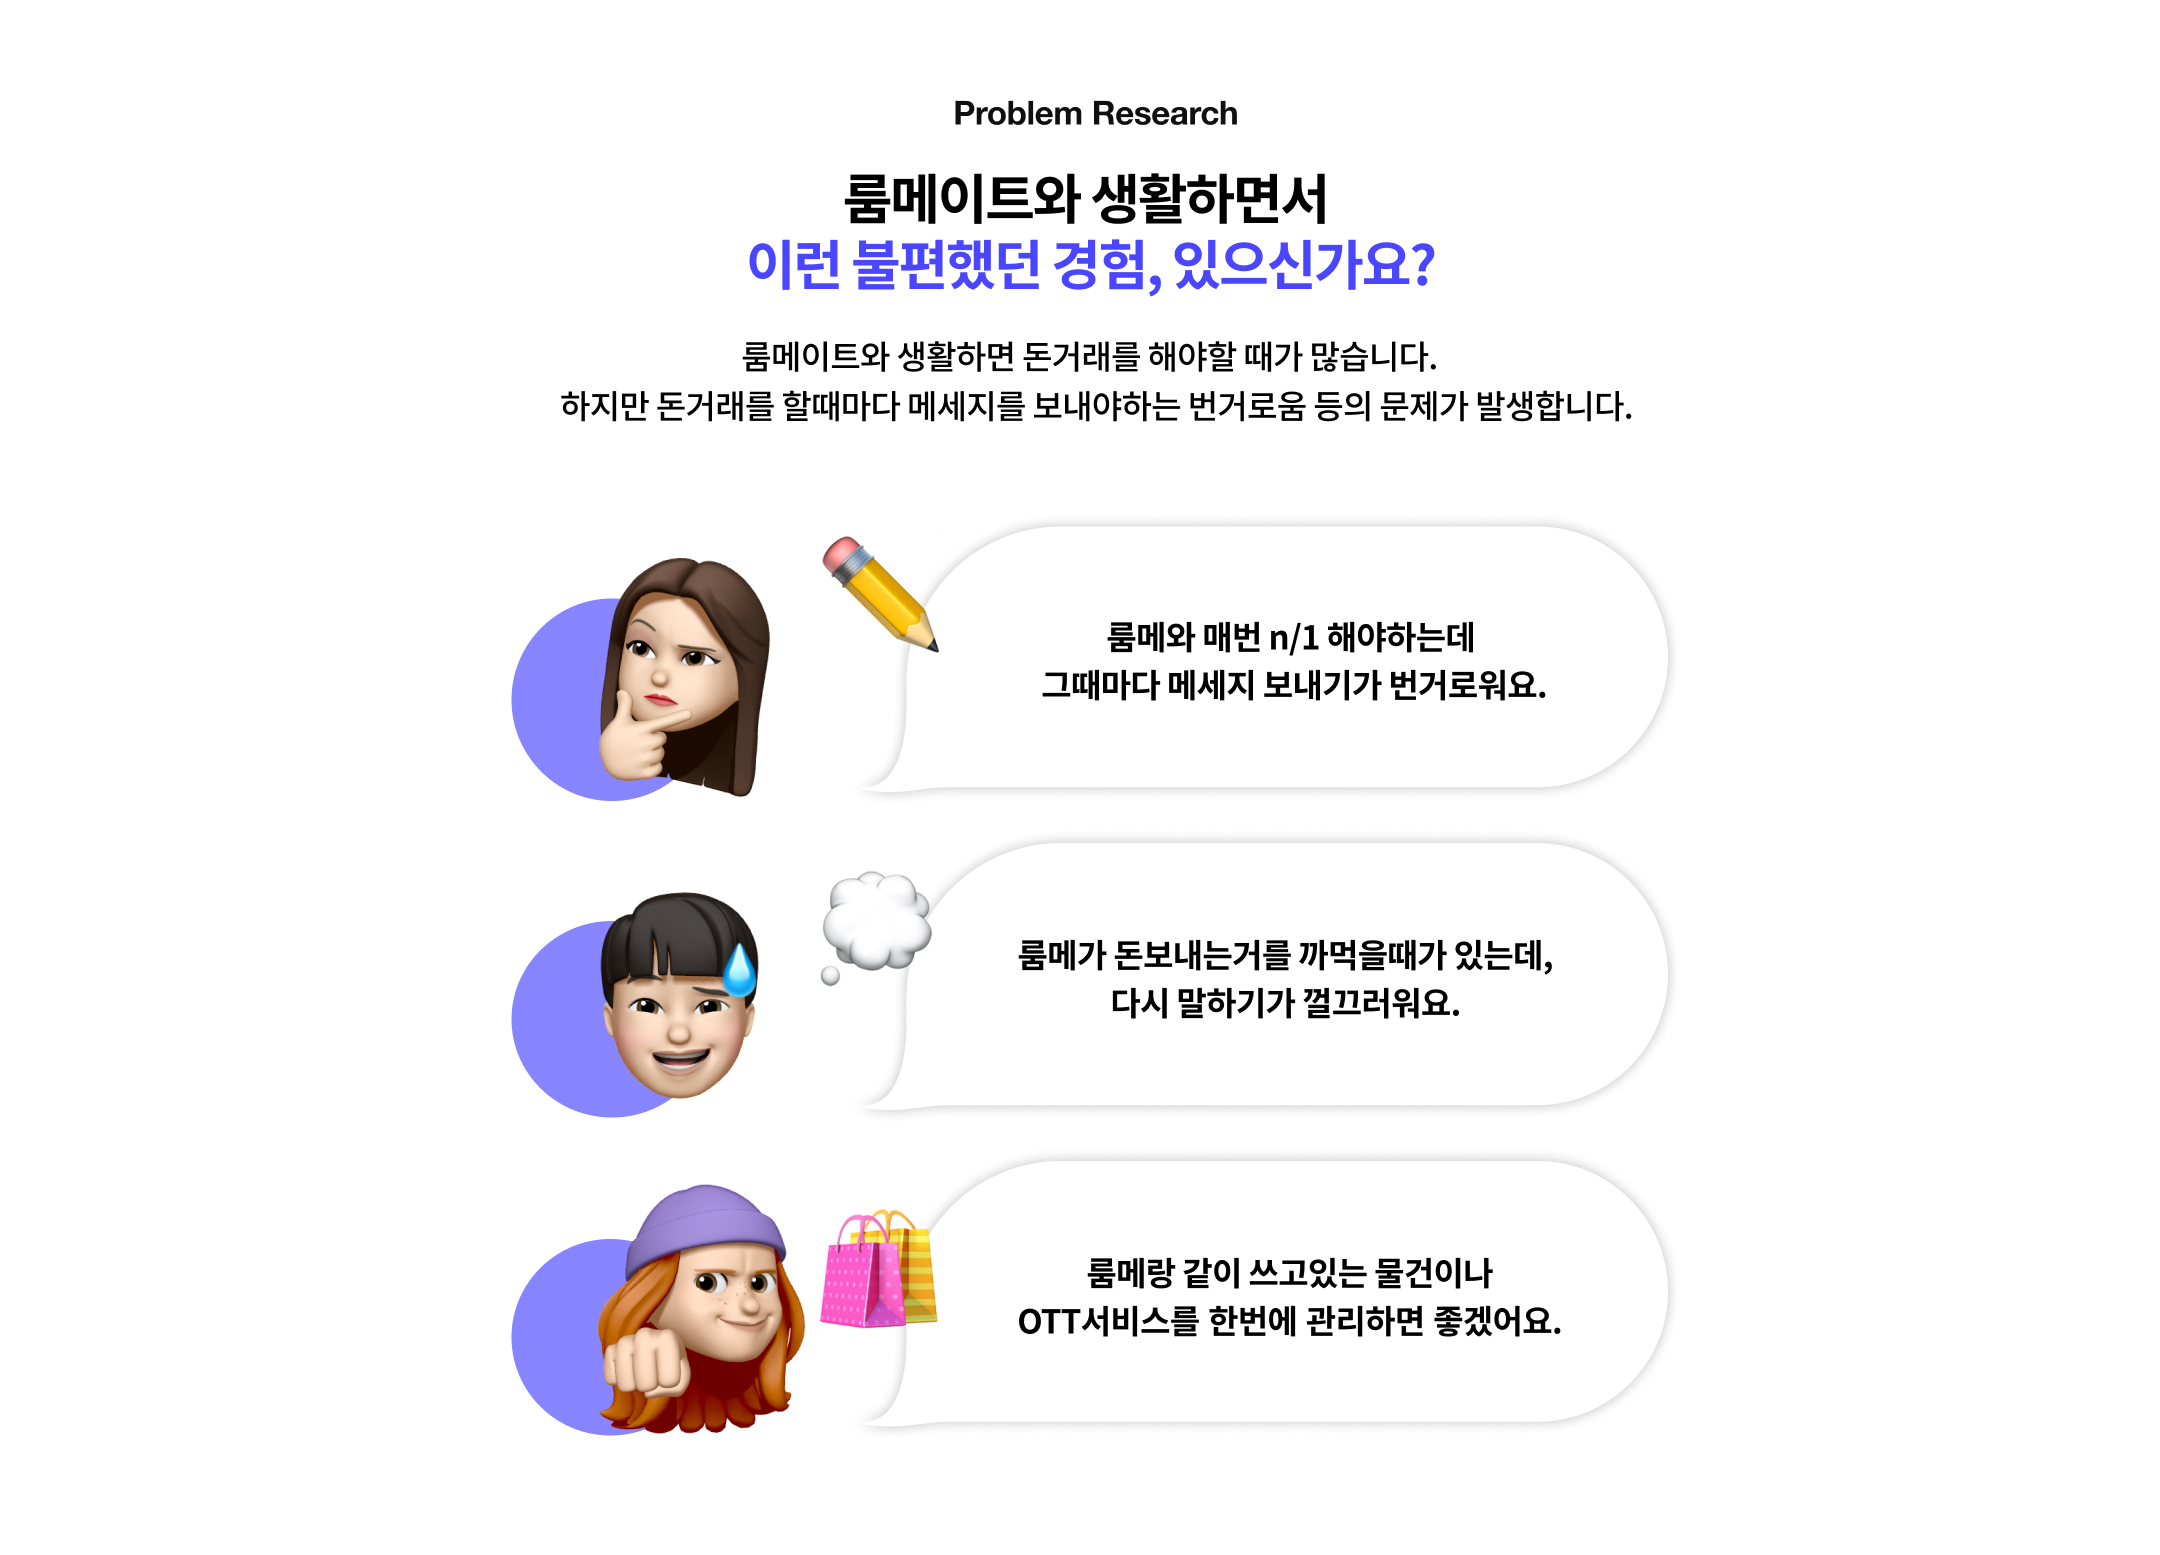 Problem Research
룸메이트와 생활하면서
이런 불편했던 경험, 있으신가요?
룸메이트와 생활하면 돈거래를 해야할 때가 많습니다.
하지만 돈거래를 할때마다 메세지를 보내야하는 번거로움 등의 문제가 발생합니다.
룸메와 매번 n/1 해야하는데
그때마다 메세지 보내기가 번거로워요.
룸메가 돈보내는거를 까먹을때가 있는데,
다시 말하기가 껄끄러워요.
룸메랑 같이 쓰고있는 물건이나
OTT서비스를 한번에 관리하면 좋겠어요.